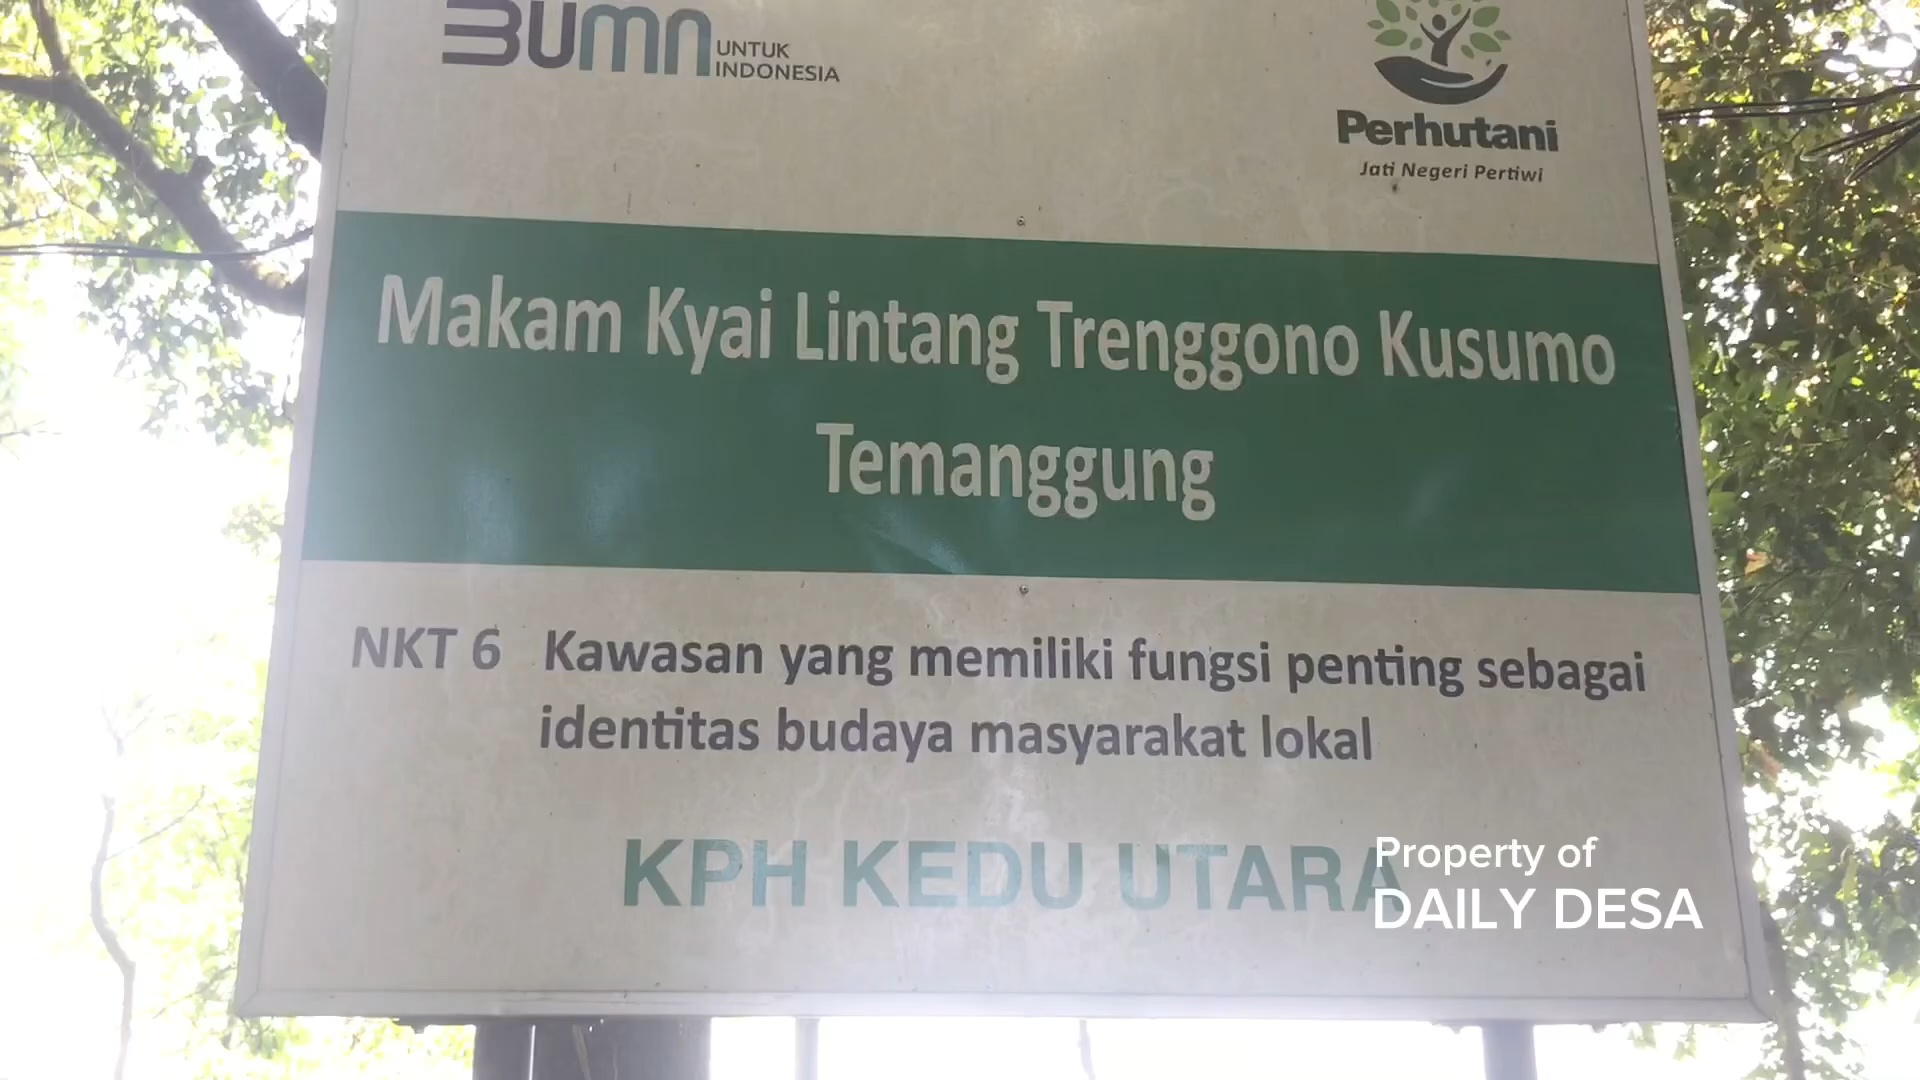 BUMN UNTUK
INDONESIA
Perhutani
Jati Negeri Pertiwi
Makam Kyai Lintang Trenggono Kusumo
Temanggung
NKT 6 Kawasan yang memiliki fungsi penting sebagai
identitas budaya masyarakat lokal
KPH KEDU UTARA
Property of
DAILY DESA